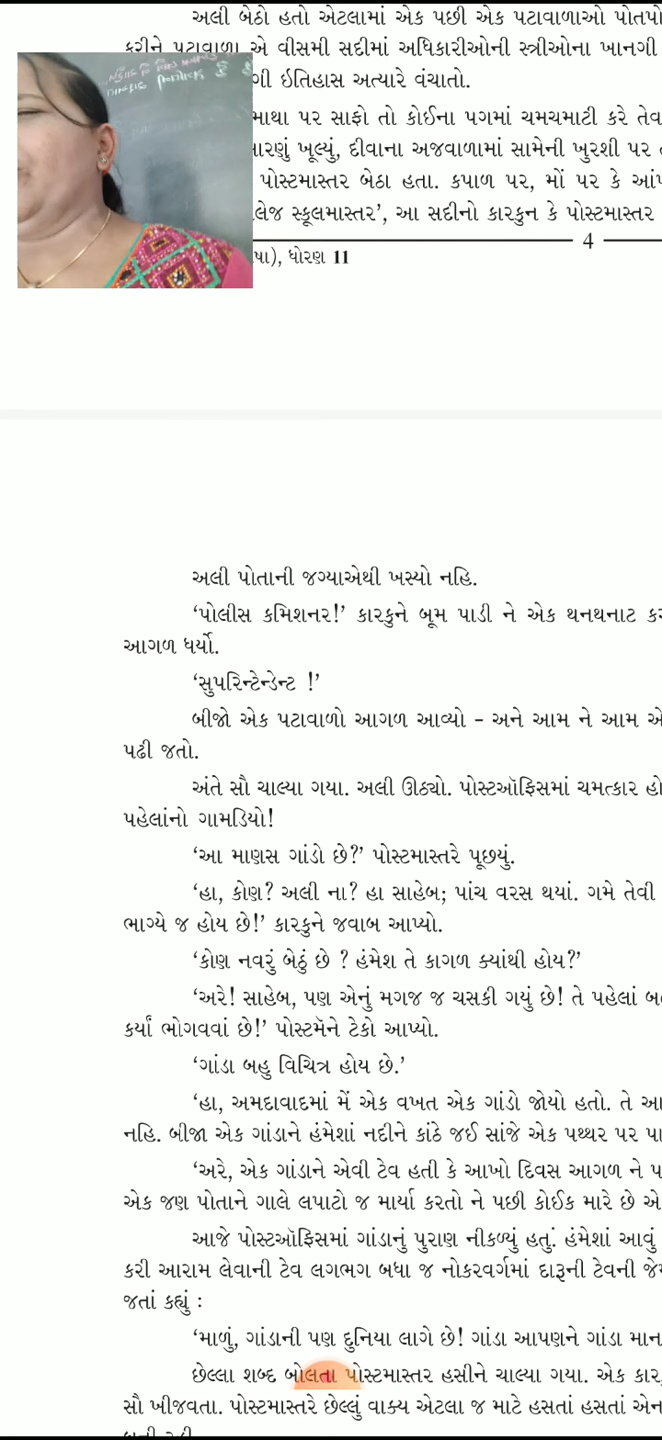 અલી બેઠો હતો એટલામાં એક પછી એક પટાવાળાઓ પોતપો
કરીને પટાવાળા એ વીસમી સદીમાં અધિકારીઓની સ્ત્રીઓના ખાનગી
ગી ઇતિહાસ અત્યારે વંચાતો.
માથા પર સાફો તો કોઈના પગમાં ચમચમાટી કરે તેવ
ારણું ખૂલ્યું, દીવાના અજવાળામાં સામેની ખુરશી પર
પોસ્ટમાસ્તર બેઠા હતા. કપાળ પર, મોં પર કે આં
લેજ સ્કૂલમાસ્તર', આ સદીનો કારકુન કે પોસ્ટમાસ્તર
4
ષા), ધોરણ 11
અલી પોતાની જગ્યાએથી ખસ્યો નહિ.
'પોલીસ કમિશનર!' કારકુને બૂમ પાડી ને એક થનથનાટ કર
આગળ ધર્યો.
'સુપરિન્ટેન્ડેન્ટ !'
બીજો એક પટાવાળો આગળ આવ્યો - અને આમ ને આમ એ
પઢી જતો.
અંતે સૌ ચાલ્યા ગયા. અલી ઊઠ્યો. પોસ્ટઑફિસમાં ચમત્કાર હો
પહેલાંનો ગામડિયો!
'આ માણસ ગાંડો છે?' પોસ્ટમાસ્તરે પૂછયું.
'હા, કોણ? અલી ના? હા સાહેબ; પાંચ વરસ થયાં. ગમે તેવી
ભાગ્યે જ હોય છે!' કારકુને જવાબ આપ્યો.
'કોણ નવરું બેઠું છે ? હંમેશ તે કાગળ ક્યાંથી હોય?'
'અરે! સાહેબ, પણ એનું મગજ જ ચસકી ગયું છે! તે પહેલાં બ
કર્યાં ભોગવવાં છે!' પોસ્ટમૅને ટેકો આપ્યો.
'ગાંડા બહુ વિચિત્ર હોય છે.'
'હા, અમદાવાદમાં મેં એક વખત એક ગાંડો જોયો હતો. તે આ
નહિ. બીજા એક ગાંડાને હંમેશાં નદીને કાંઠે જઈ સાંજે એક પથ્થર પર પા
'અરે, એક ગાંડાને એવી ટેવ હતી કે આખો દિવસ આગળ ને પ
એક જણ પોતાને ગાલે લપાટો જ માર્યા કરતો ને પછી કોઈક મારે છે એ
આજે પોસ્ટઑફિસમાં ગાંડાનું પુરાણ નીકળ્યું હતું. હંમેશાં આવું
કરી આરામ લેવાની ટેવ લગભગ બધા જ નોકરવર્ગમાં દારૂની ટેવની જે
જતાં કહ્યું :
'માળું, ગાંડાની પણ દુનિયા લાગે છે! ગાંડા આપણને ગાંડા માન
છેલ્લા શબ્દ બોલતા પોસ્ટમાસ્તર હસીને ચાલ્યા ગયા. એક કાર
સૌ ખીજવતા. પોસ્ટમાસ્તરે છેલ્લું વાક્ય એટલા જ માટે હસતાં હસતાં એન